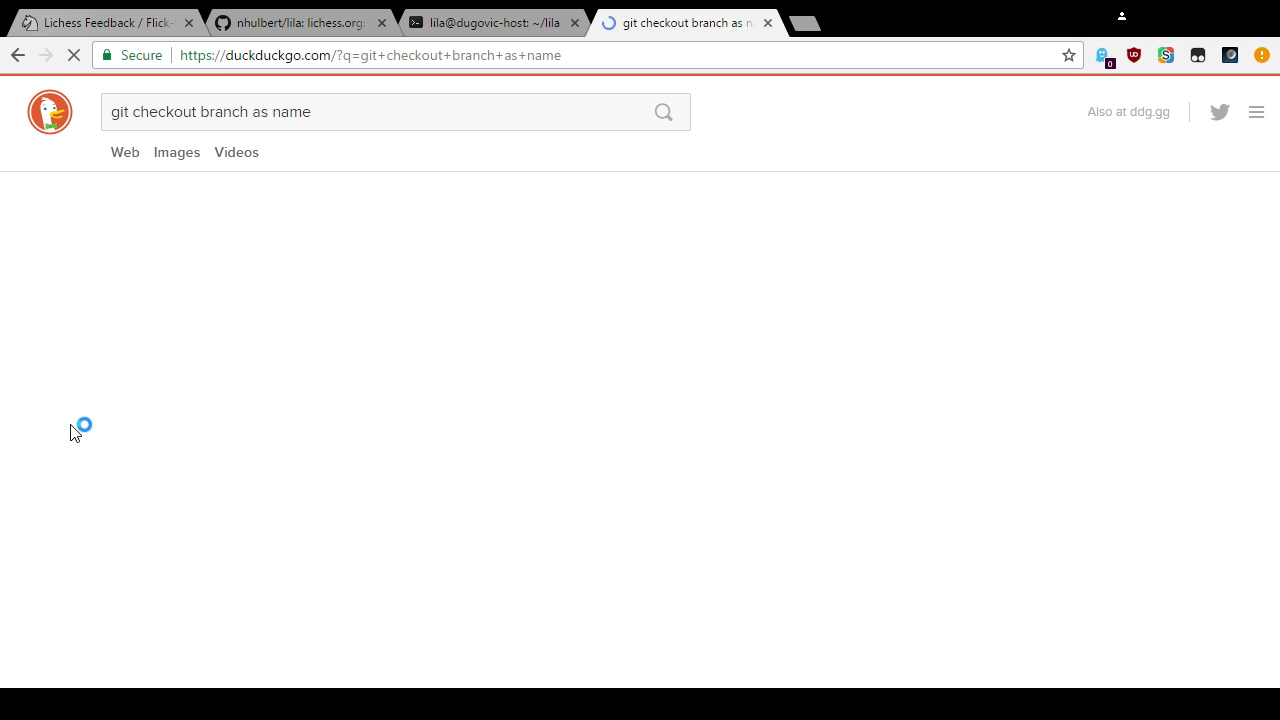 Lichess Feedback / Flick-
nhulbert/lila: lichess.org:
lila@dugovic-host: ~/lila
git checkout branch as n
Secure
https://duckduckgo.com/?q=git+checkout+branch+as+name
0
git checkout branch as name
Also at ddg.gg
Web Images Videos